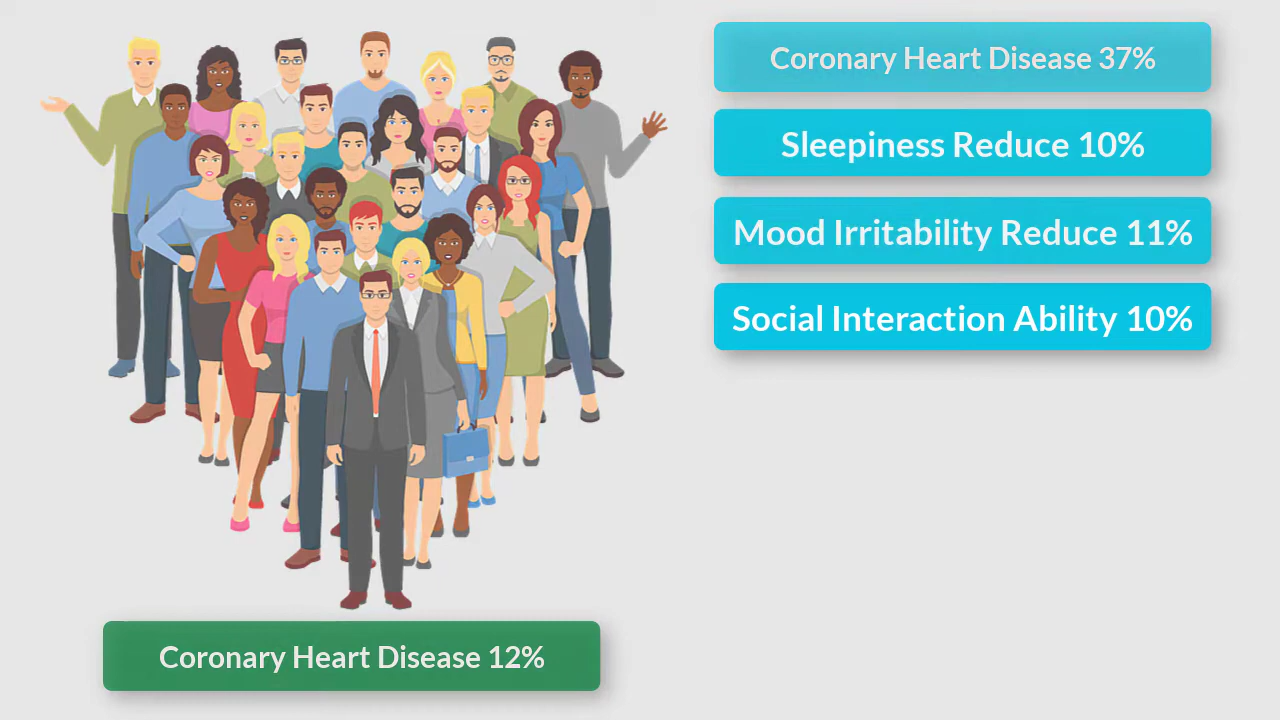 Coronary Heart Disease 37%
Sleepiness Reduce 10%
Mood Irritability Reduce 11%
Social Interaction Ability 10%
Coronary Heart Disease 12%